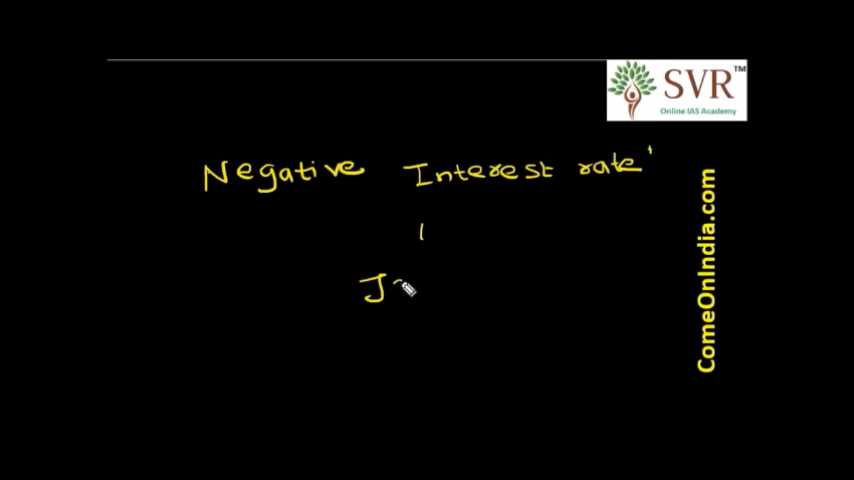 SVR™
Online IAS Academy
Negative Interest rate'
J
ComeOnIndia.com